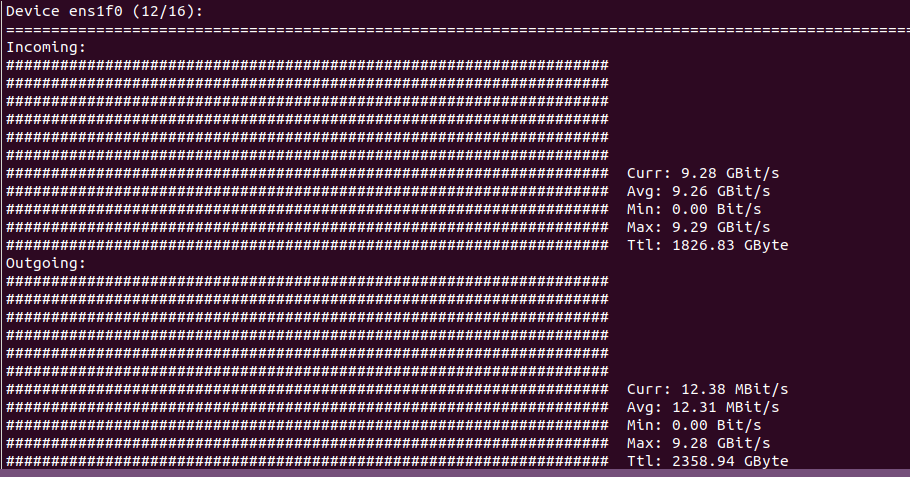 Device ens1f0 (12/16):
=====================================================================================================
Incoming:
###################################################################
###################################################################
###################################################################
###################################################################
###################################################################
###################################################################
###################################################################  Curr: 9.28 GBit/s
###################################################################  Avg: 9.26 GBit/s
###################################################################  Min: 0.00 Bit/s
###################################################################  Max: 9.29 GBit/s
###################################################################  Ttl: 1826.83 GByte
Outgoing:
###################################################################
###################################################################
###################################################################
###################################################################
###################################################################
###################################################################
###################################################################  Curr: 12.38 MBit/s
###################################################################  Avg: 12.31 MBit/s
###################################################################  Min: 0.00 Bit/s
###################################################################  Max: 9.28 GBit/s
###################################################################  Ttl: 2358.94 GByte